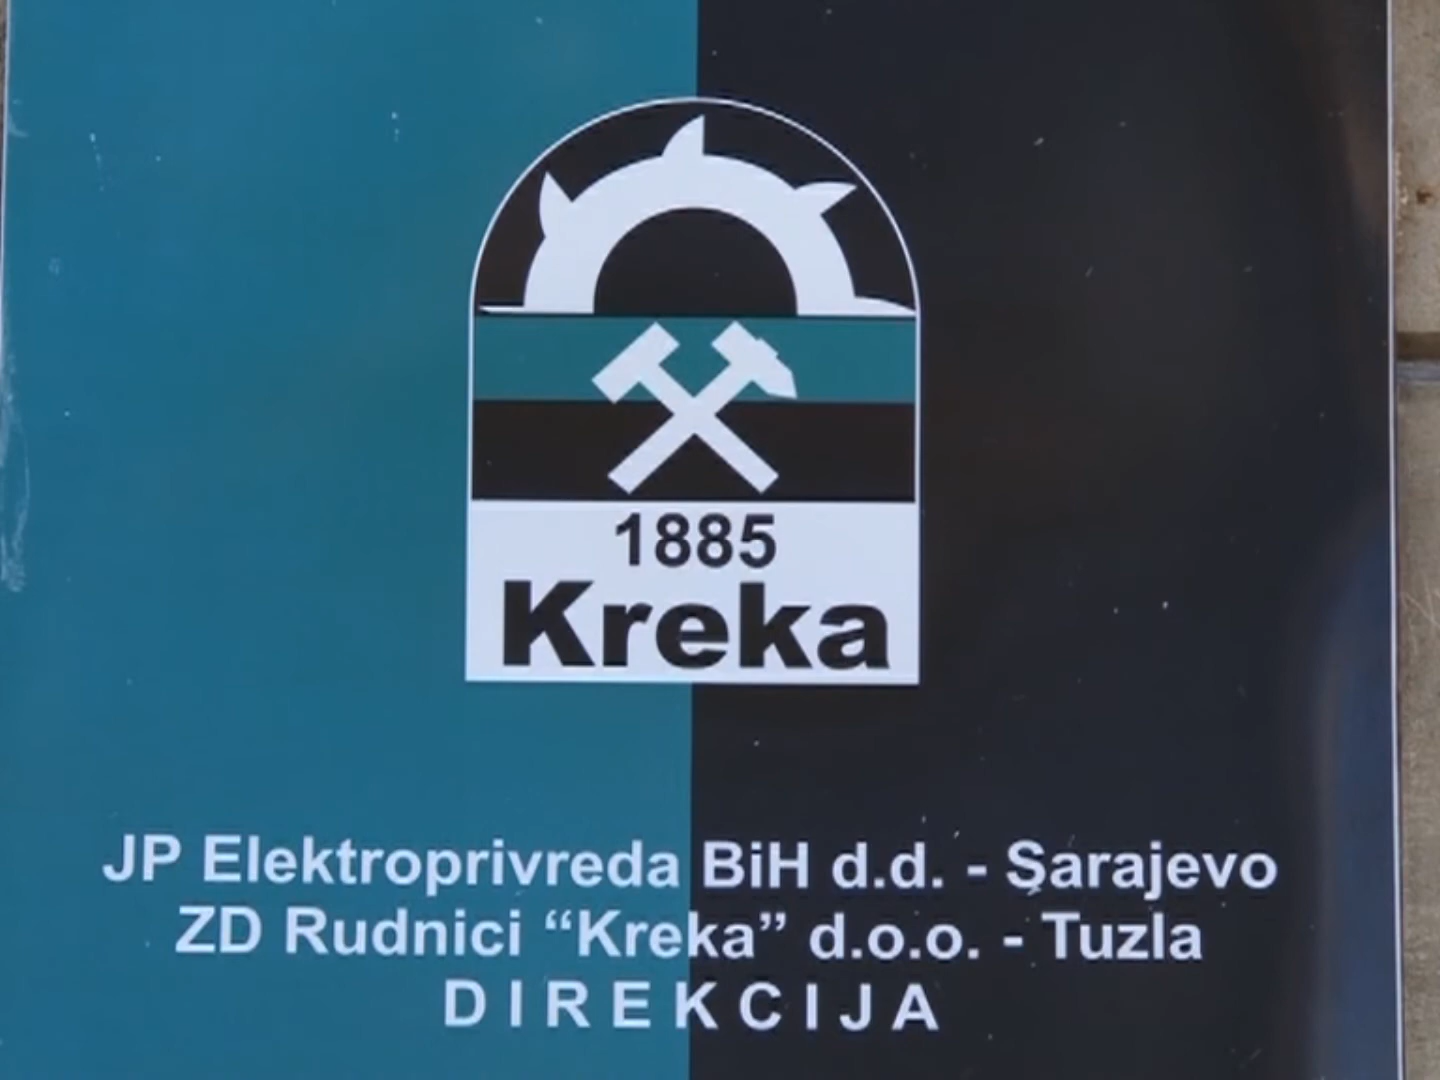 1885
Kreka
JP Elektroprivreda BiH d.d. - Sarajevo
ZD Rudnici “Kreka” d.o.o. - Tuzla
DIREKCIJA